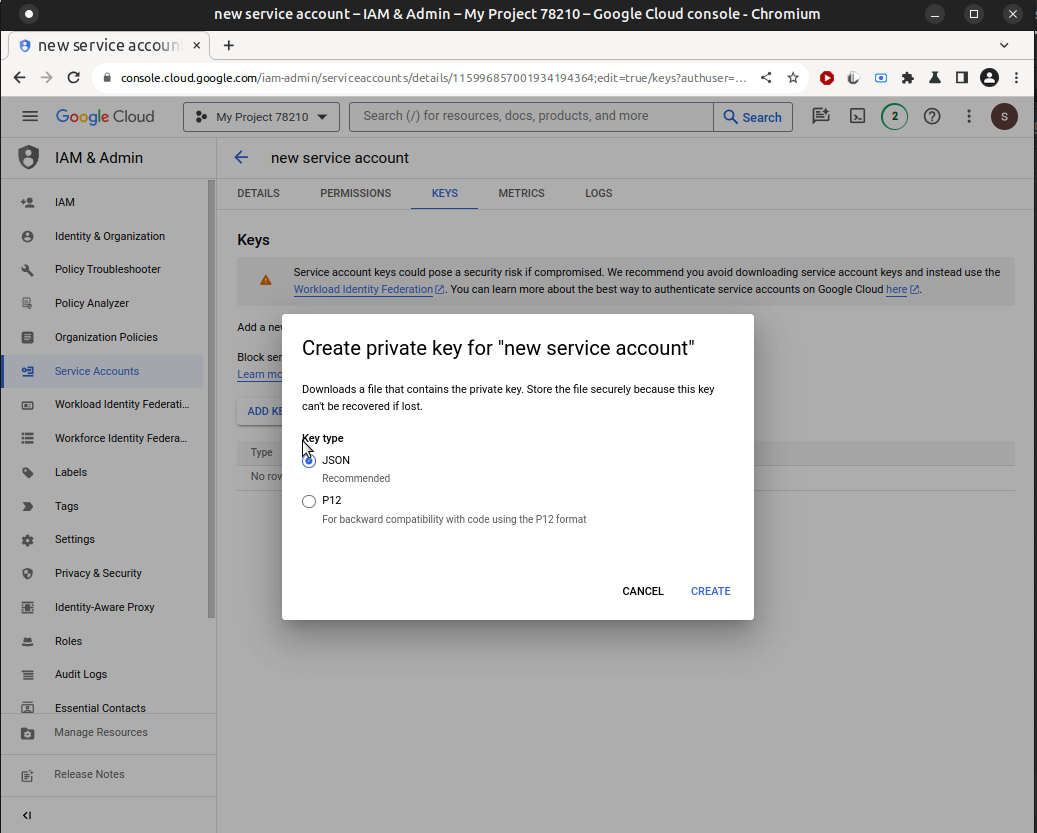 new service account – IAM & Admin – My Project 78210 – Google Cloud console - Chromium
new service accoun
console.cloud.google.com/iam-admin/serviceaccounts/details/115996857001934194364;edit=true/keys?authuser=...
Google Cloud
My Project 78210
Search (/) for resources, docs, products, and more
Search
2
S
IAM & Admin
new service account
DETAILS
PERMISSIONS
KEYS
METRICS
LOGS
IAM
Identity & Organization
Policy Troubleshooter
Policy Analyzer
Organization Policies
Service Accounts
Workload Identity Federati...
Workforce Identity Federa...
Labels
Tags
Settings
Privacy & Security
Identity-Aware Proxy
Roles
Audit Logs
Essential Contacts
Manage Resources
Release Notes
Keys
Service account keys could pose a security risk if compromised. We recommend you avoid downloading service account keys and instead use the
Workload Identity Federation. You can learn more about the best way to authenticate service accounts on Google Cloud here.
Add a new
Block ser
Learn mo
ADD KE
Type
No row
Create private key for "new service account"
Downloads a file that contains the private key. Store the file securely because this key
can't be recovered if lost.
Key type
JSON
Recommended
P12
For backward compatibility with code using the P12 format
CANCEL
CREATE